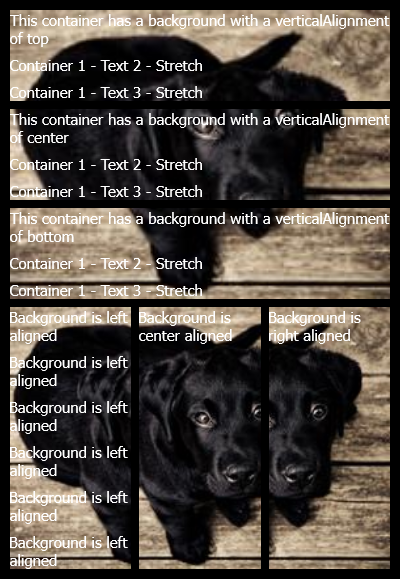 This container has a background with a verticalAlignment
of top
Container 1 - Text 2 - Stretch
Container 1 - Text 3 - Stretch
This container has a background with a verticalAlignment
of center
Container 1 - Text 2 - Stretch
Container 1 - Text 3 - Stretch
This container has a background with a verticalAlignment
of bottom
Container 1 - Text 2 - Stretch
Container 1 - Text 3 - Stretch
Background is left
aligned
Background is left
aligned
Background is left
aligned
Background is left
aligned
Background is left
aligned
Background is left
aligned
Background is
center aligned
Background is
right aligned